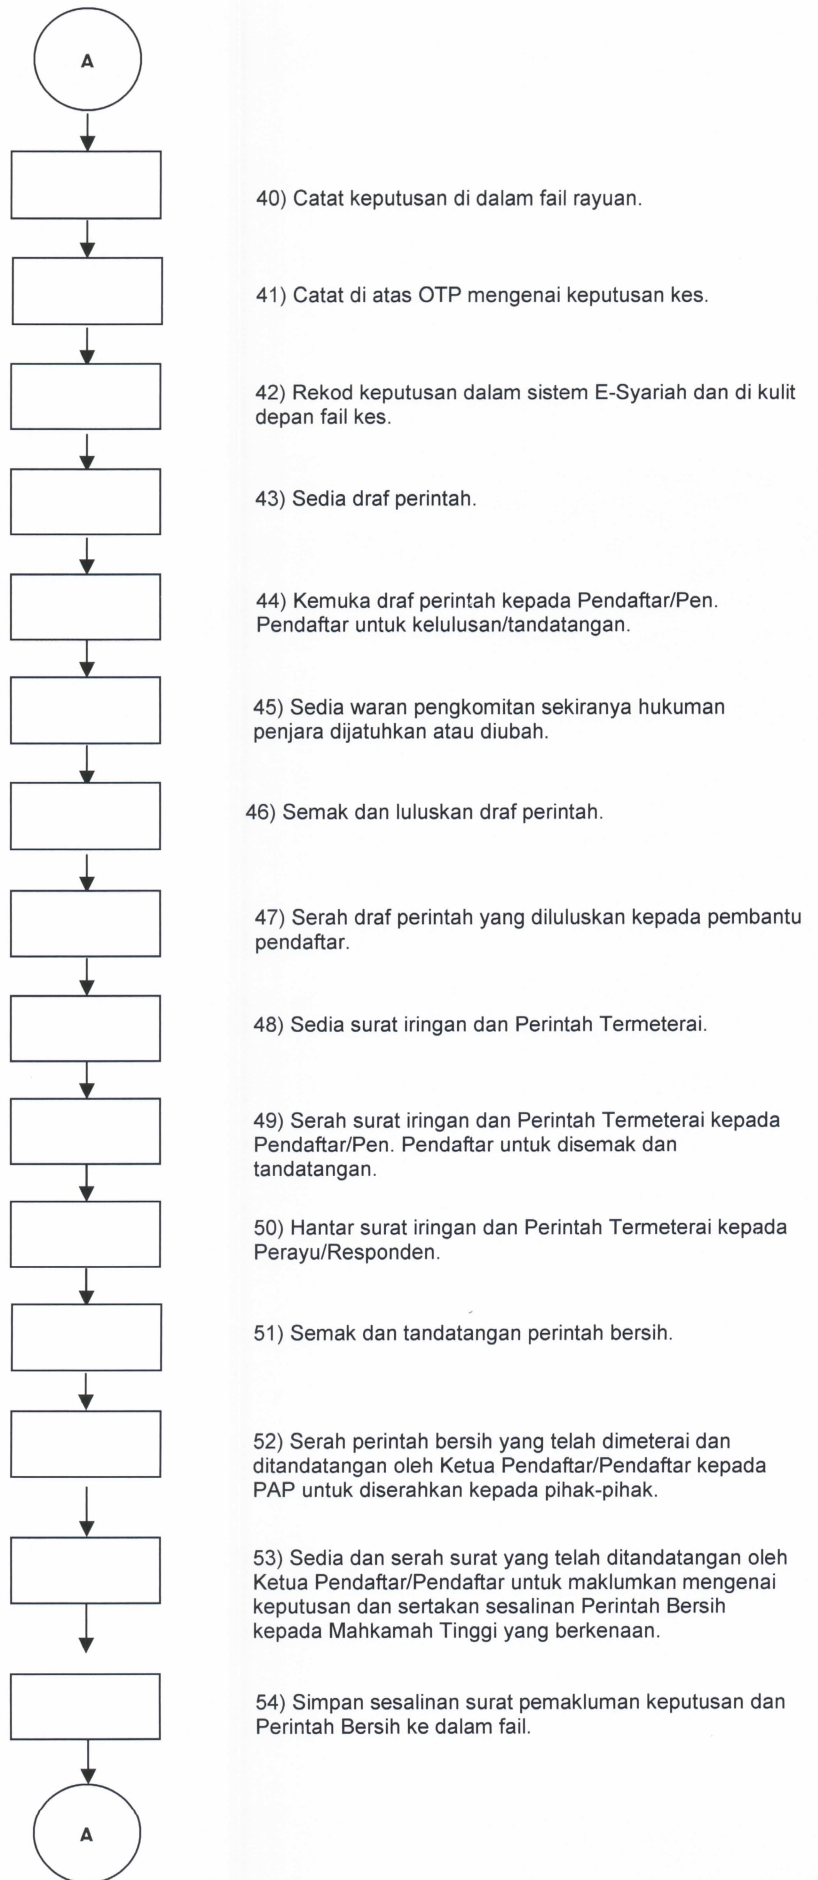 A
40) Catat keputusan di dalam fail rayuan.
41) Catat di atas OTP mengenai keputusan kes.
42) Rekod keputusan dalam sistem E-Syariah dan di kulit
depan fail kes.
43) Sedia draf perintah.
44) Kemuka draf perintah kepada Pendaftar/Pen.
Pendaftar untuk kelulusan/tandatangan.
45) Sedia waran pengkomitan sekiranya hukuman
penjara dijatuhkan atau diubah.
46) Semak dan luluskan draf perintah.
47) Serah draf perintah yang diluluskan kepada pembantu
pendaftar.
48) Sedia surat iringan dan Perintah Termeterai.
49) Serah surat iringan dan Perintah Termeterai kepada
Pendaftar/Pen. Pendaftar untuk disemak dan
tandatangan.
50) Hantar surat iringan dan Perintah Termeterai kepada
Perayu/Responden.
51) Semak dan tandatangan perintah bersih.
52) Serah perintah bersih yang telah dimeterai dan
ditandatangan oleh Ketua Pendaftar/Pendaftar kepada
PAP untuk diserahkan kepada pihak-pihak.
53) Sedia dan serah surat yang telah ditandatangan oleh
Ketua Pendaftar/Pendaftar untuk maklumkan mengenai
keputusan dan sertakan sesalinan Perintah Bersih
kepada Mahkamah Tinggi yang berkenaan.
54) Simpan sesalinan surat pemakluman keputusan dan
Perintah Bersih ke dalam fail.
A